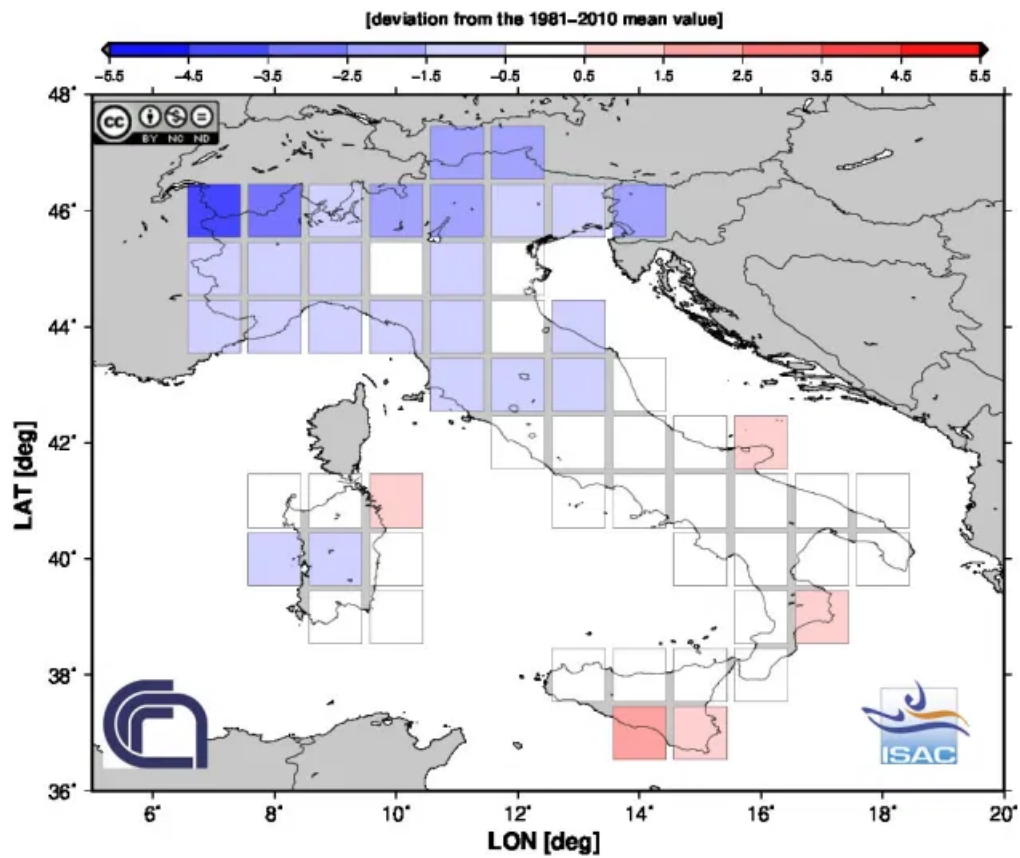 [deviation from the 1981−2010 mean value]
−5.5 −4.5 −3.5 −2.5 −1.5 −0.5 0.5 1.5 2.5 3.5 4.5 5.5
48°
cc
BY NC ND
46°
44°
42°
LAT [deg]
40°
38°
ISAC
36°
6° 8° 10° 12° 14° 16° 18° 20°
LON [deg]